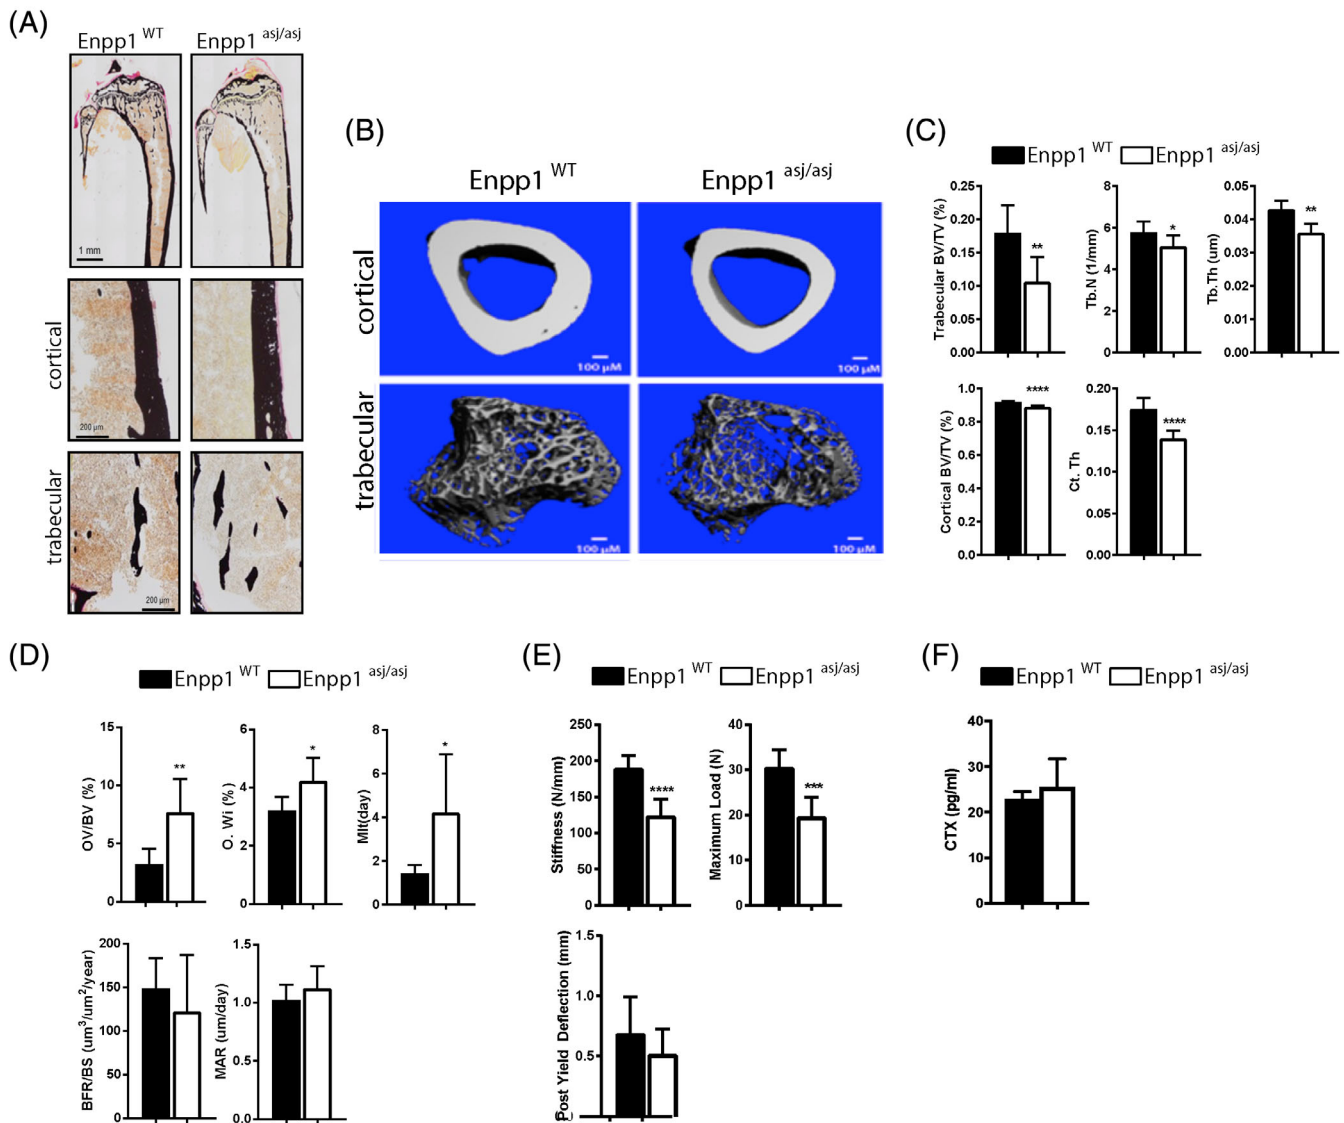 (A)
Enpp1 WT Enpp1 asj/asj
1 mm
cortical
200 µm
trabecular
200 µm
(B)
Enpp1 WT Enpp1 asj/asj
cortical
100 µM 100 µM
trabecular
100 µM 100 µM
(C)
Enpp1 WT Enpp1 asj/asj
Trabecular BV/TV (%)
0.25
0.20
0.15
0.10
0.05
0.00
**
Tb.N (1/mm)
8
6
4
2
0
*
Tb.Th (um)
0.05
0.04
0.03
0.02
0.01
0.00
**
Cortical BV/TV (%)
1.0
0.8
0.6
0.4
0.2
0.0
****
Ct. Th
0.20
0.15
0.10
0.05
0.00
****
(D)
Enpp1 WT Enpp1 asj/asj
OV/BV (%)
15
10
5
0
**
O. Wi (%)
6
4
2
0
*
Mlt(day)
8
6
4
2
0
*
BFR/BS (um3/um2/year)
200
150
100
50
0
MAR (um/day)
1.5
1.0
0.5
0.0
(E)
Enpp1 WT Enpp1 asj/asj
Stiffness (N/mm)
250
200
150
100
50
0
****
Maximum Load (N)
40
30
20
10
0
***
Post Yield Deflection (mm)
1.5
1.0
0.5
(F)
Enpp1 WT Enpp1 asj/asj
CTX (pg/ml)
40
30
20
10
0